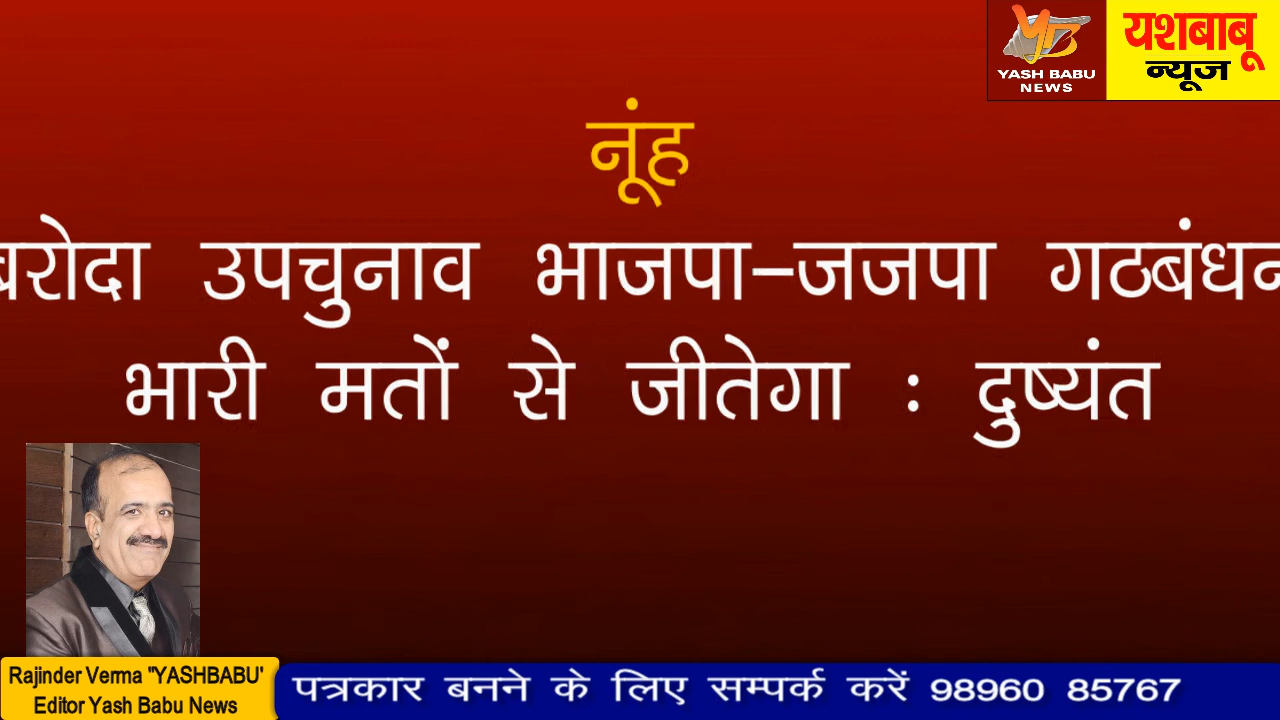 YASH BABU
NEWS
यशबाबू
न्यूज
नूंह
बरोदा उपचुनाव भाजपा-जजपा गठबंधन
भारी मतों से जीतेगा : दुष्यंत
Rajinder Verma "YASHBABU'
Editor Yash Babu News
पत्रकार बनने के लिए सम्पर्क करें 98960 85767